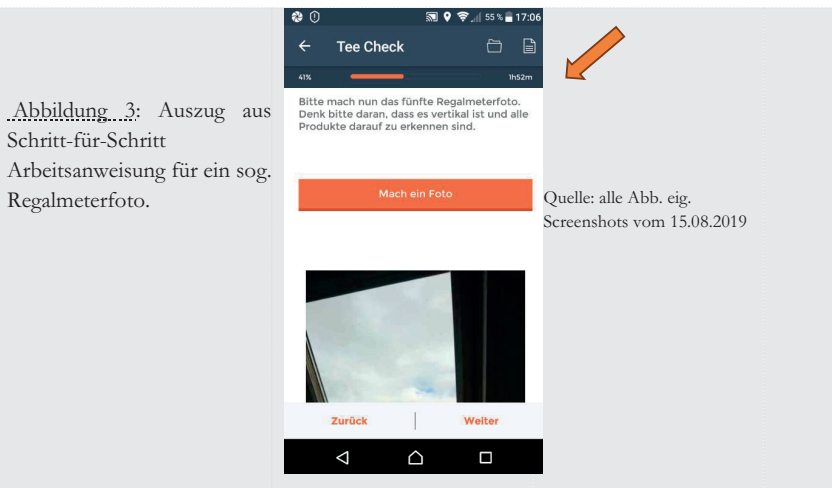 55 % 17:06
Tee Check
41% 1h52m
Bitte mach nun das fünfte Regalmeterfoto.
Denk bitte daran, dass es vertikal ist und alle
Produkte darauf zu erkennen sind.
Mach ein Foto
Zurück Weiter
Abbildung 3: Auszug aus
Schritt-für-Schritt
Arbeitsanweisung für ein sog.
Regalmeterfoto.
Quelle: alle Abb. eig.
Screenshots vom 15.08.2019